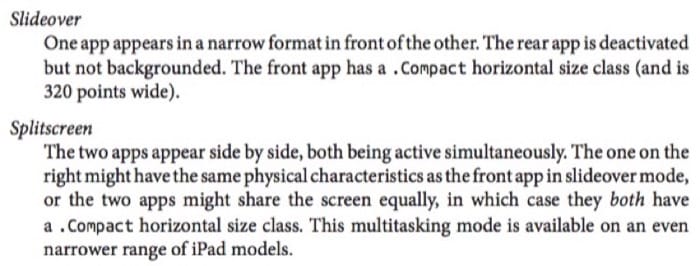 Slideover
One app appears in a narrow format in front of the other. The rear app is deactivated
but not backgrounded. The front app has a .Compact horizontal size class (and is
320 points wide).
Splitscreen
The two apps appear side by side, both being active simultaneously. The one on the
right might have the same physical characteristics as the front app in slideover mode,
or the two apps might share the screen equally, in which case they both have
a .Compact horizontal size class. This multitasking mode is available on an even
narrower range of iPad models.